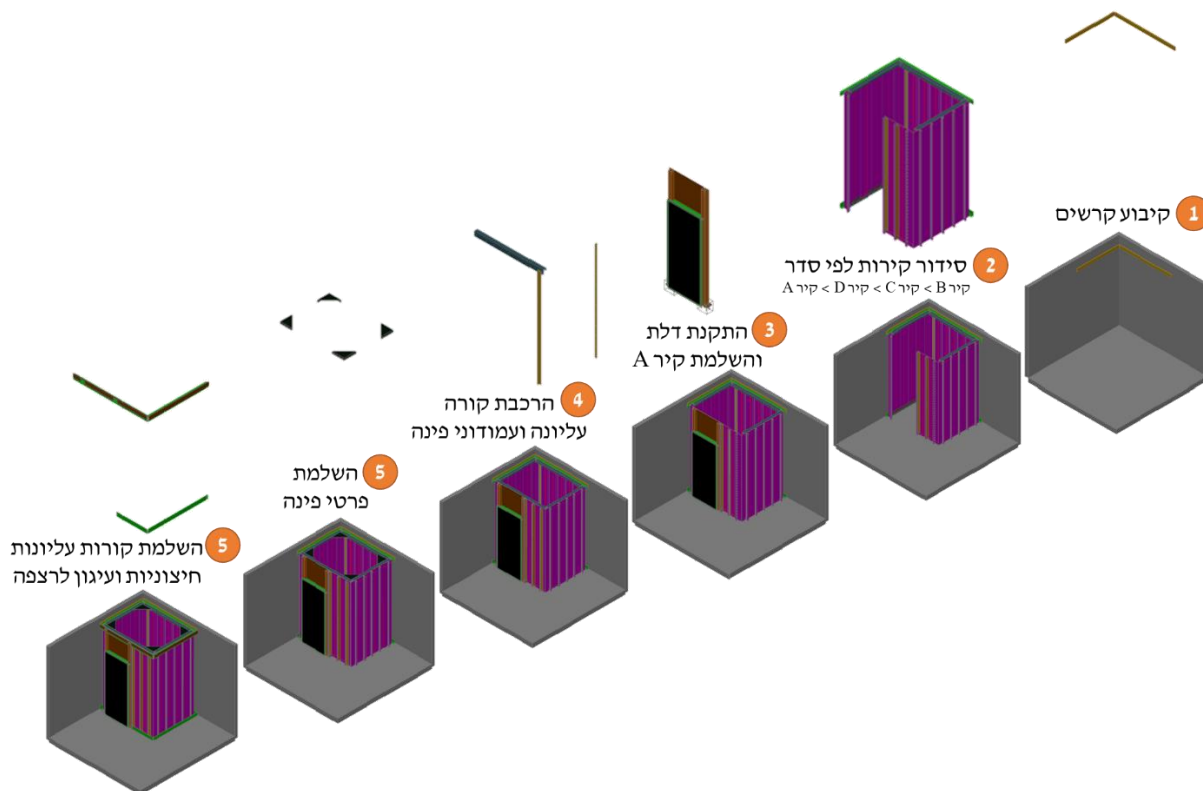 1 קיבוע קרשים
2 סידור קירות לפי סדר
קיר B > קיר C > קיר D > קיר A
3 התקנת דלת
והשלמת קיר A
4 הרכבת קורה
עליונה ועמודוני פינה
5 השלמת
פרטי פינה
5 השלמת קורות עליונות
חיצוניות ועיגון לרצפה